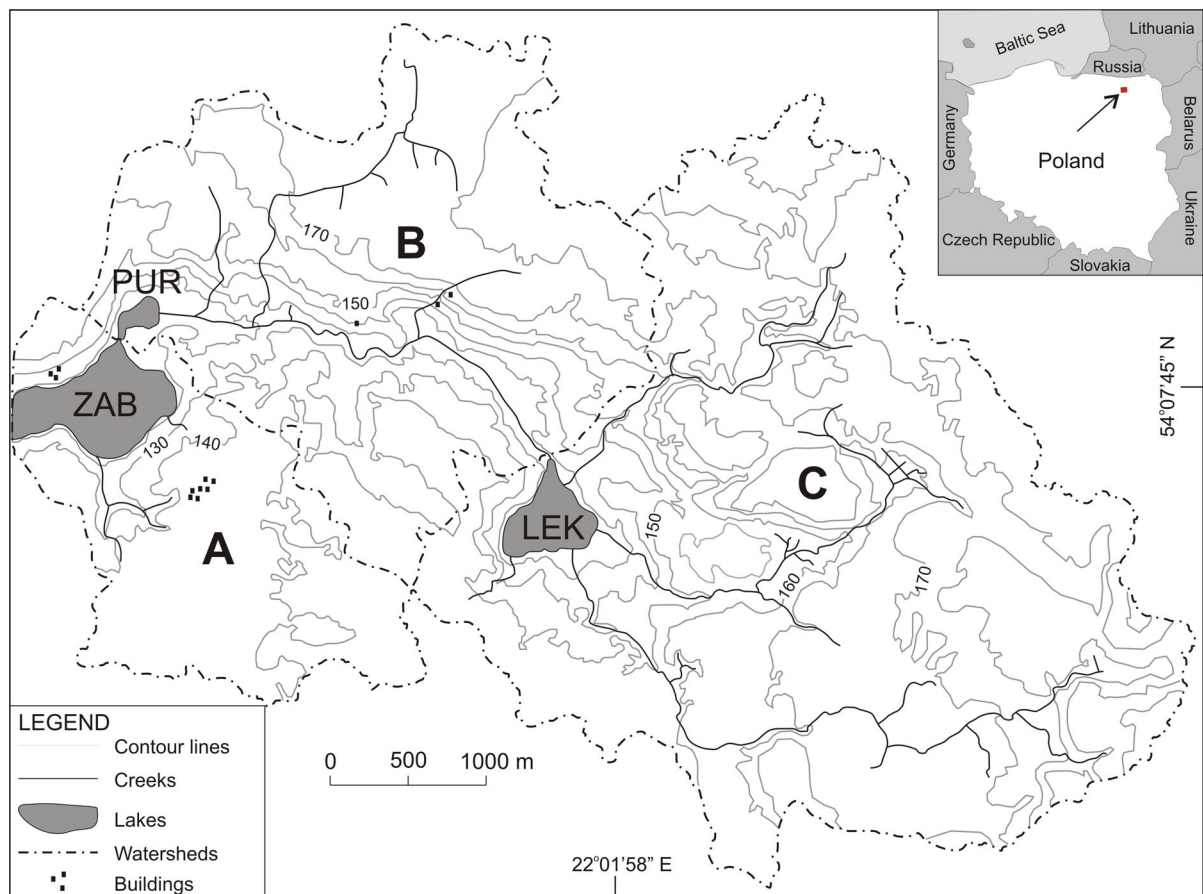 Baltic Sea
Lithuania
Russia
Germany
Belarus
Poland
Ukraine
Czech Republic
Slovakia
170
B
PUR
150
54°07'45" N
ZAB
130
140
C
LEK
150
A
160
170
LEGEND
Contour lines
Creeks
Lakes
Watersheds
Buildings
0 500 1000 m
22°01'58" E